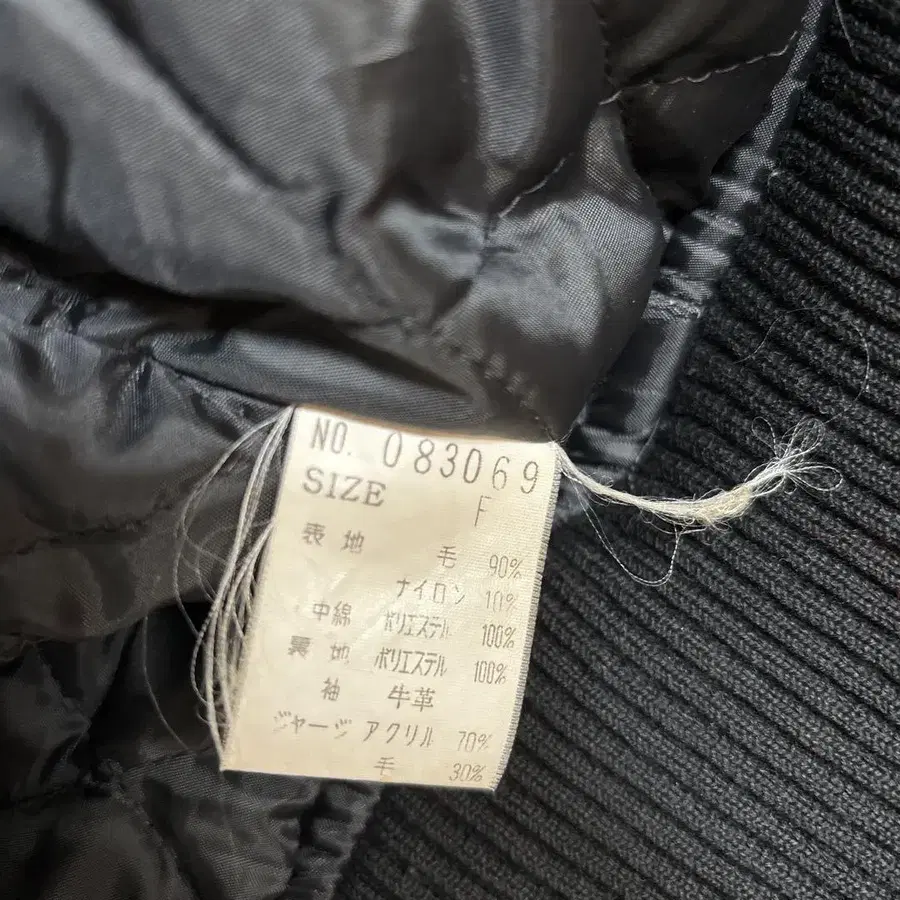 NO. 083069
SIZE F
表地 毛 90%
ナイロン 10%
中綿 ポリエステル 100%
裏地 ポリエステル 100%
袖 牛革
ジャージ アクリル 70%
毛 30%